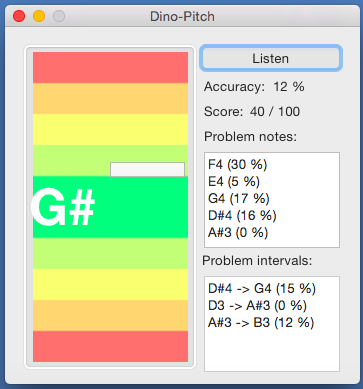 Dino-Pitch
G#
Listen
Accuracy: 12 %
Score: 40 / 100
Problem notes:
F4 (30 %)
E4 (5 %)
G4 (17 %)
D#4 (16 %)
A#3 (0 %)
Problem intervals:
D#4 -> G4 (15 %)
D3 -> A#3 (0 %)
A#3 -> B3 (12 %)